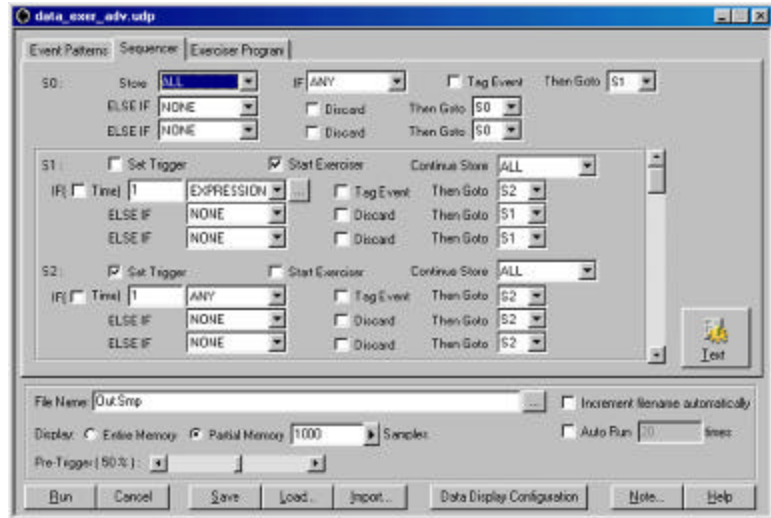 data_exer_adv.udp
Event Patterns Sequencer Exerciser Program
S0: Store ALL IF ANY Tag Event Then Goto S1
ELSE IF NONE Discard Then Goto S0
ELSE IF NONE Discard Then Goto S0
S1: Set Trigger Start Exerciser Continue Store ALL
IF( Time) 1 EXPRESSION ... Tag Event Then Goto S2
ELSE IF NONE Discard Then Goto S1
ELSE IF NONE Discard Then Goto S1
S2: Set Trigger Start Exerciser Continue Store ALL
IF( Time) 1 ANY Tag Event Then Goto S2
ELSE IF NONE Discard Then Goto S2
ELSE IF NONE Discard Then Goto S2
Text
File Name: Out.Smp ... Increment filename automatically
Display: Entire Memory Partial Memory 1000 Samples Auto Run 20 times
Pre-Trigger ( 50 % ) :
Run Cancel Save Load... Import... Data Display Configuration Note... Help